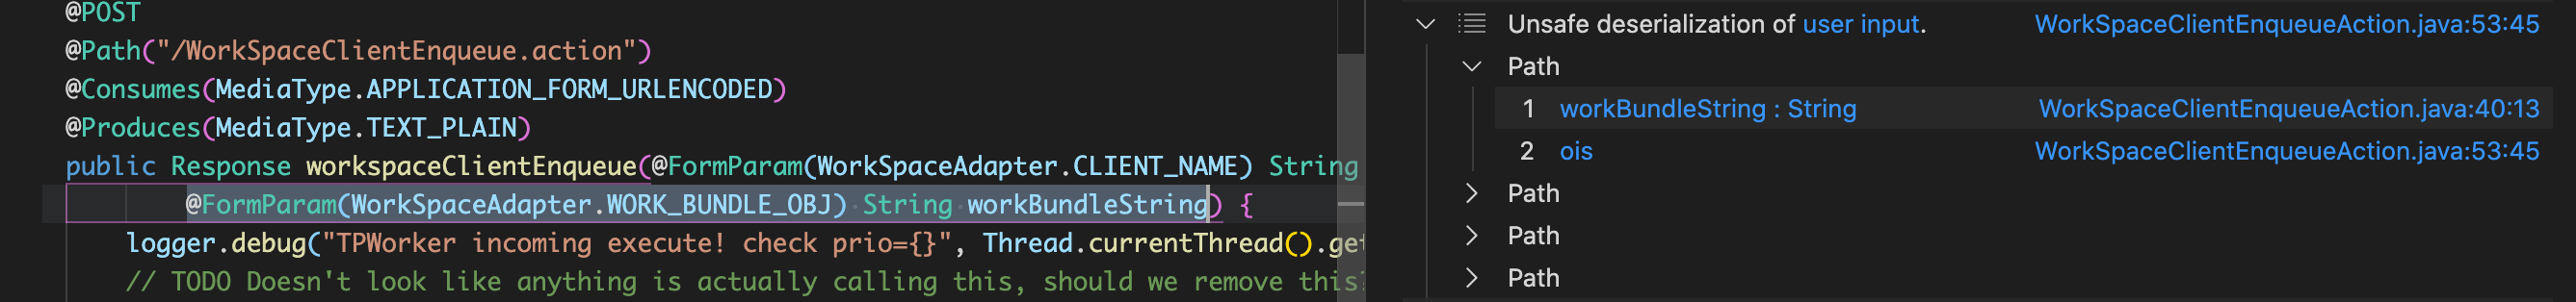 @POST
@Path("/WorkSpaceClientEnqueue.action")
@Consumes(MediaType.APPLICATION_FORM_URLENCODED)
@Produces(MediaType.TEXT_PLAIN)
public Response workspaceClientEnqueue(@FormParam(WorkSpaceAdapter.CLIENT_NAME) String
@FormParam(WorkSpaceAdapter.WORK_BUNDLE_OBJ) String workBundleString) {
logger.debug("TPWorker incoming execute! check prio={}", Thread.currentThread().get
// TODO Doesn't look like anything is actually calling this, should we remove this?
Unsafe deserialization of user input. WorkSpaceClientEnqueueAction.java:53:45
Path
1 workBundleString : String WorkSpaceClientEnqueueAction.java:40:13
2 ois WorkSpaceClientEnqueueAction.java:53:45
Path
Path
Path